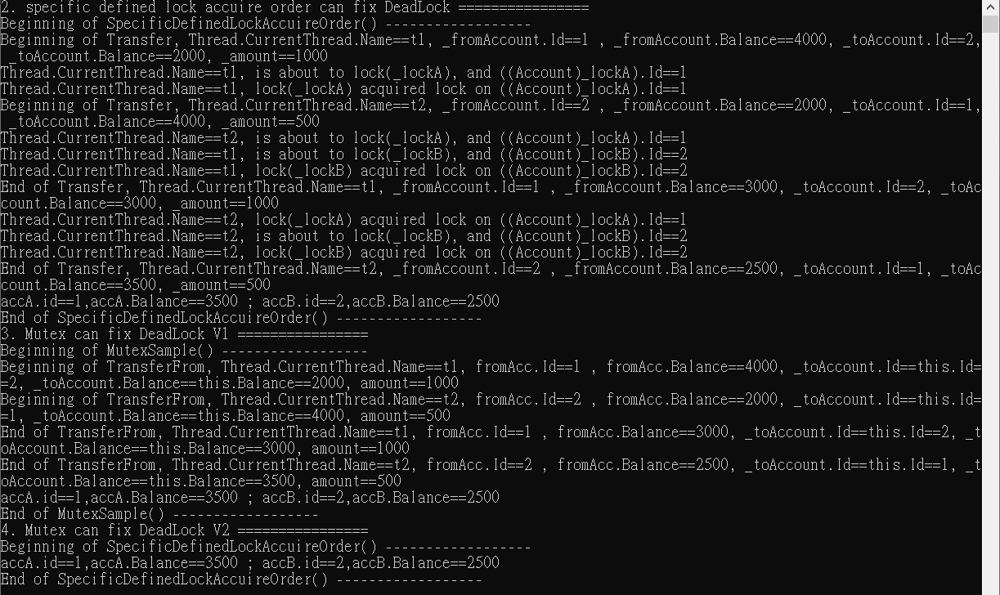 2. specific defined lock accuire order can fix DeadLock ================
Beginning of SpecificDefinedLockAccuireOrder() ------------------
Beginning of Transfer, Thread.CurrentThread.Name==t1, _fromAccount.Id==1 , _fromAccount.Balance==4000, _toAccount.Id==2,
 _toAccount.Balance==2000, _amount==1000
Thread.CurrentThread.Name==t1, is about to lock(_lockA), and ((Account)_lockA).Id==1
Thread.CurrentThread.Name==t1, lock(_lockA) acquired lock on ((Account)_lockA).Id==1
Beginning of Transfer, Thread.CurrentThread.Name==t2, _fromAccount.Id==2 , _fromAccount.Balance==2000, _toAccount.Id==1,
 _toAccount.Balance==4000, _amount==500
Thread.CurrentThread.Name==t2, is about to lock(_lockA), and ((Account)_lockA).Id==1
Thread.CurrentThread.Name==t1, is about to lock(_lockB), and ((Account)_lockB).Id==2
Thread.CurrentThread.Name==t1, lock(_lockB) acquired lock on ((Account)_lockB).Id==2
End of Transfer, Thread.CurrentThread.Name==t1, _fromAccount.Id==1 , _fromAccount.Balance==3000, _toAccount.Id==2, _toAc
count.Balance==3000, _amount==1000
Thread.CurrentThread.Name==t2, lock(_lockA) acquired lock on ((Account)_lockA).Id==1
Thread.CurrentThread.Name==t2, is about to lock(_lockB), and ((Account)_lockB).Id==2
Thread.CurrentThread.Name==t2, lock(_lockB) acquired lock on ((Account)_lockB).Id==2
End of Transfer, Thread.CurrentThread.Name==t2, _fromAccount.Id==2 , _fromAccount.Balance==2500, _toAccount.Id==1, _toAc
count.Balance==3500, _amount==500
accA.id==1,accA.Balance==3500 ; accB.id==2,accB.Balance==2500
End of SpecificDefinedLockAccuireOrder() ------------------
3. Mutex can fix DeadLock V1 ================
Beginning of MutexSample() ------------------
Beginning of TransferFrom, Thread.CurrentThread.Name==t1, fromAcc.Id==1 , fromAcc.Balance==4000, _toAccount.Id==this.Id=
=2, _toAccount.Balance==this.Balance==2000, amount==1000
Beginning of TransferFrom, Thread.CurrentThread.Name==t2, fromAcc.Id==2 , fromAcc.Balance==2000, _toAccount.Id==this.Id=
=1, _toAccount.Balance==this.Balance==4000, amount==500
End of TransferFrom, Thread.CurrentThread.Name==t1, fromAcc.Id==1 , fromAcc.Balance==3000, _toAccount.Id==this.Id==2, _t
oAccount.Balance==this.Balance==3000, amount==1000
End of TransferFrom, Thread.CurrentThread.Name==t2, fromAcc.Id==2 , fromAcc.Balance==2500, _toAccount.Id==this.Id==1, _t
oAccount.Balance==this.Balance==3500, amount==500
accA.id==1,accA.Balance==3500 ; accB.id==2,accB.Balance==2500
End of MutexSample() ------------------
4. Mutex can fix DeadLock V2 ================
Beginning of SpecificDefinedLockAccuireOrder() ------------------
accA.id==1,accA.Balance==3500 ; accB.id==2,accB.Balance==2500
End of SpecificDefinedLockAccuireOrder() ------------------